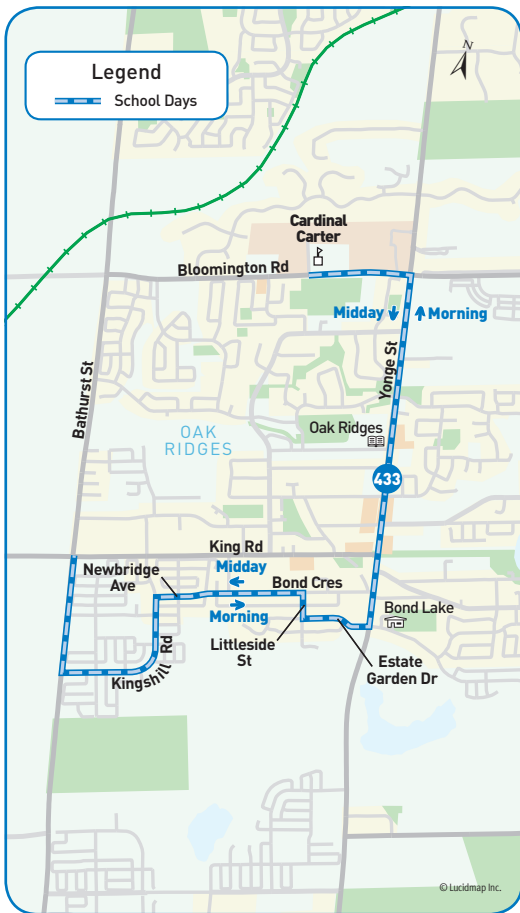 Legend
School Days
N
Cardinal
Carter
Bloomington Rd
Midday
Morning
Yonge St
Bathurst St
OAK
RIDGES
Oak Ridges
433
King Rd
Newbridge
Ave
Midday
Bond Cres
Morning
Bond Lake
Littleside
St
Kingshill Rd
Estate
Garden Dr
© Lucidmap Inc.